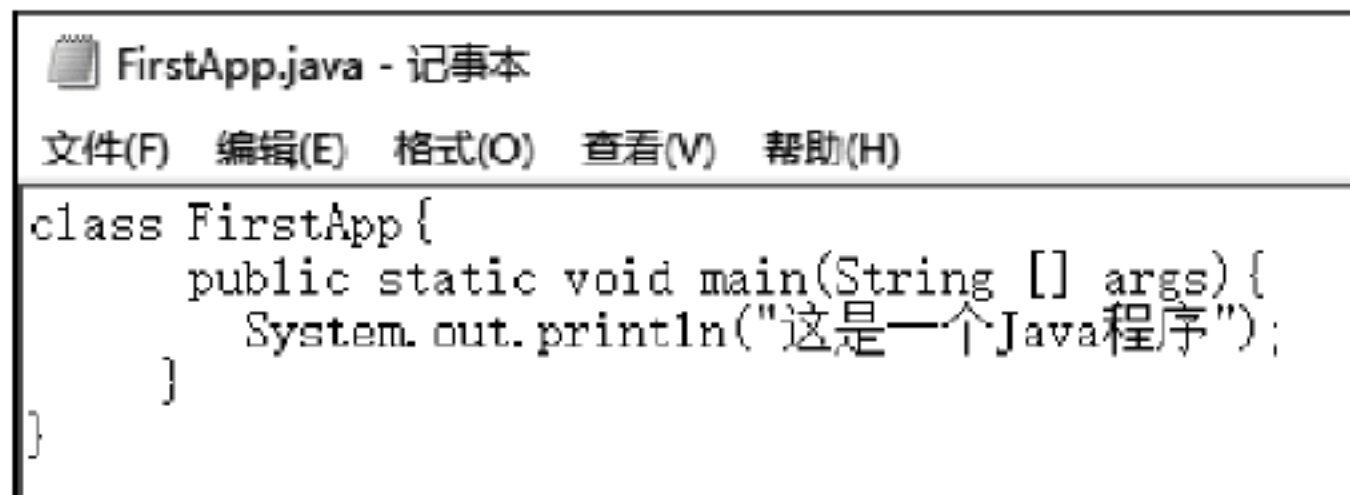 FirstApp.java - 记事本
文件(F) 编辑(E) 格式(O) 查看(V) 帮助(H)
class FirstApp{
public static void main(String [] args){
System.out.println("这是一个Java程序");
}
}